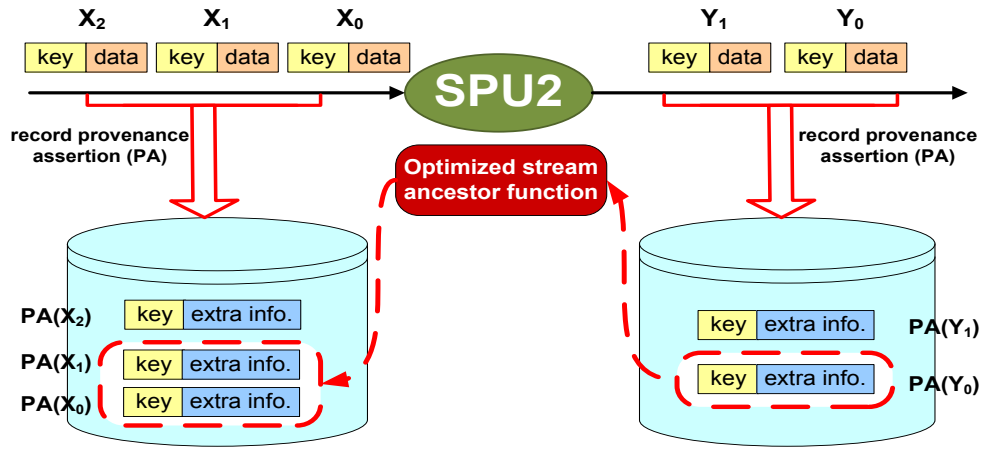 X₂ X₁ X₀ Y₁ Y₀
key data key data key data key data key data
SPU2
record provenance
assertion (PA)
record provenance
assertion (PA)
Optimized stream
ancestor function
PA(X₂) key extra info.
PA(X₁) key extra info.
PA(X₀) key extra info.
key extra info. PA(Y₁)
key extra info. PA(Y₀)